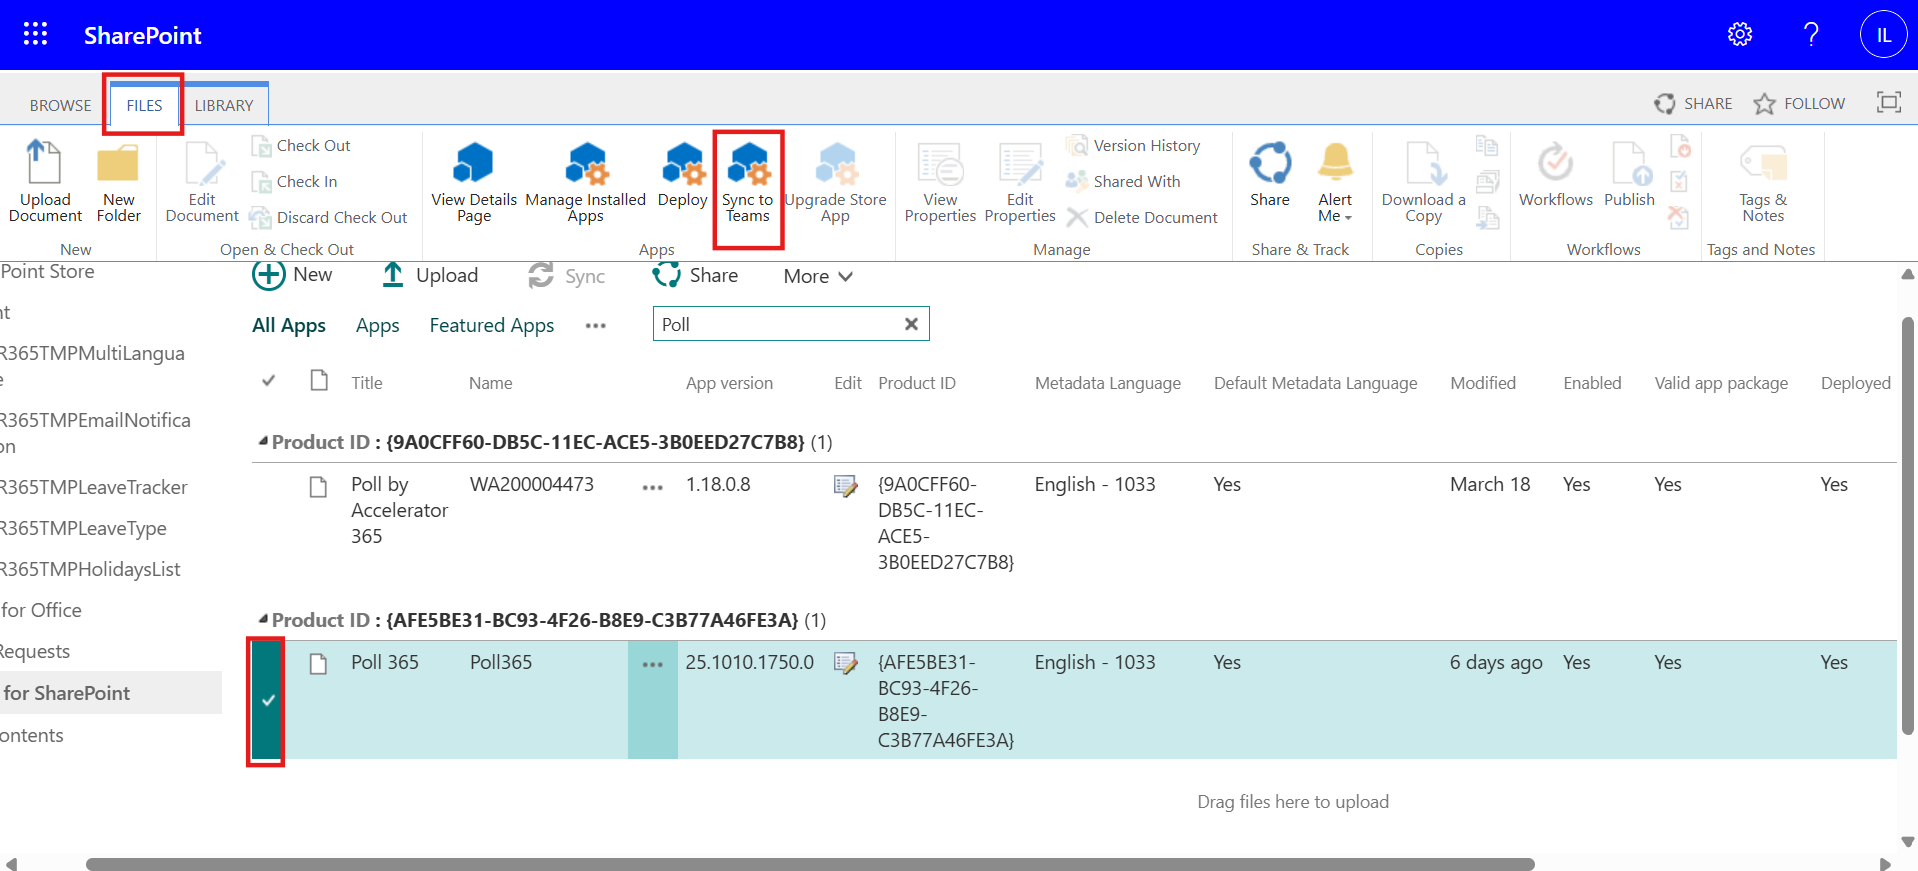 SharePoint
IL
BROWSE FILES LIBRARY SHARE FOLLOW
Upload Document
New Folder
New
Edit Document
Check Out
Check In
Discard Check Out
Open & Check Out
View Details Page
Manage Installed Apps
Deploy
Sync to Teams
Upgrade Store App
Apps
View Properties
Edit Properties
Version History
Shared With
Delete Document
Manage
Share
Alert Me
Share & Track
Download a Copy
Copies
Workflows
Publish
Workflows
Tags & Notes
Tags and Notes
Point Store
nt
R365TMPMultiLangua
e
R365TMPEmailNotifica
on
R365TMPLeaveTracker
R365TMPLeaveType
R365TMPHolidaysList
for Office
Requests
for SharePoint
ontents
New Upload Sync Share More
All Apps Apps Featured Apps ••• Poll
Title Name App version Edit Product ID Metadata Language Default Metadata Language Modified Enabled Valid app package Deployed
Product ID : {9A0CFF60-DB5C-11EC-ACE5-3B0EED27C7B8} (1)
Poll by WA200004473 ••• 1.18.0.8 {9A0CFF60- English - 1033 Yes March 18 Yes Yes Yes
Accelerator DB5C-11EC-
365 ACE5-
3B0EED27C7B8}
Product ID : {AFE5BE31-BC93-4F26-B8E9-C3B77A46FE3A} (1)
Poll 365 Poll365 ••• 25.1010.1750.0 {AFE5BE31- English - 1033 Yes 6 days ago Yes Yes Yes
BC93-4F26-
B8E9-
C3B77A46FE3A}
Drag files here to upload